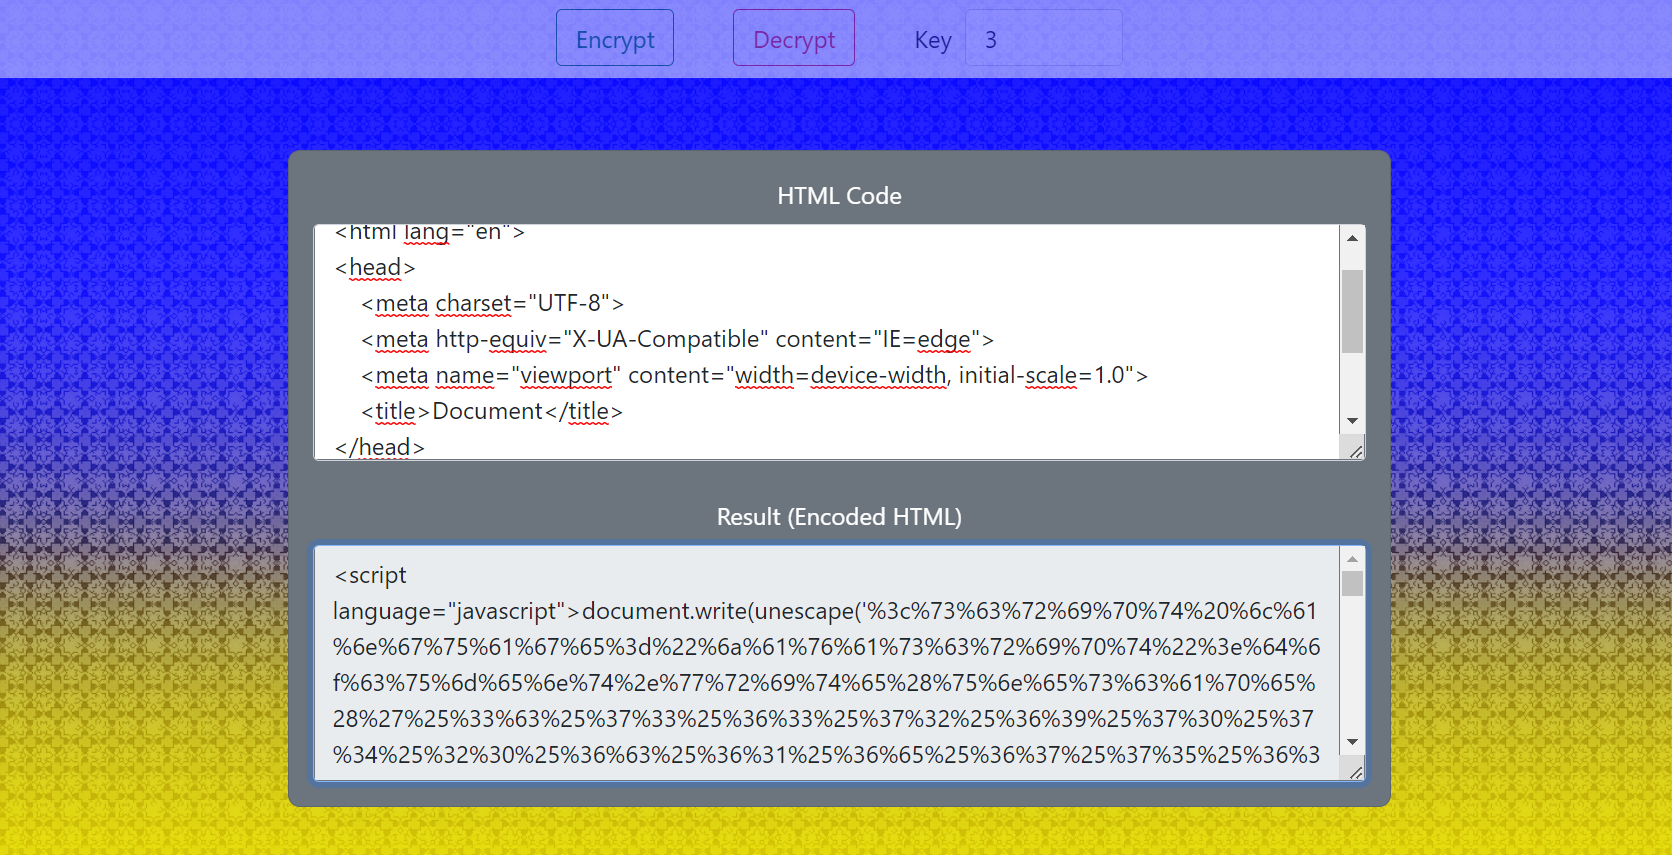 Encrypt Decrypt Key 3
HTML Code
<html lang="en">
<head>
<meta charset="UTF-8">
<meta http-equiv="X-UA-Compatible" content="IE=edge">
<meta name="viewport" content="width=device-width, initial-scale=1.0">
<title>Document</title>
</head>
Result (Encoded HTML)
<script
language="javascript">document.write(unescape('%3c%73%63%72%69%70%74%20%6c%61
%6e%67%75%61%67%65%3d%22%6a%61%76%61%73%63%72%69%70%74%22%3e%64%6
f%63%75%6d%65%6e%74%2e%77%72%69%74%65%28%75%6e%65%73%63%61%70%65%
28%27%25%33%63%25%37%33%25%36%33%25%37%32%25%36%39%25%37%30%25%37
%34%25%32%30%25%36%63%25%36%31%25%36%65%25%36%37%25%37%35%25%36%3